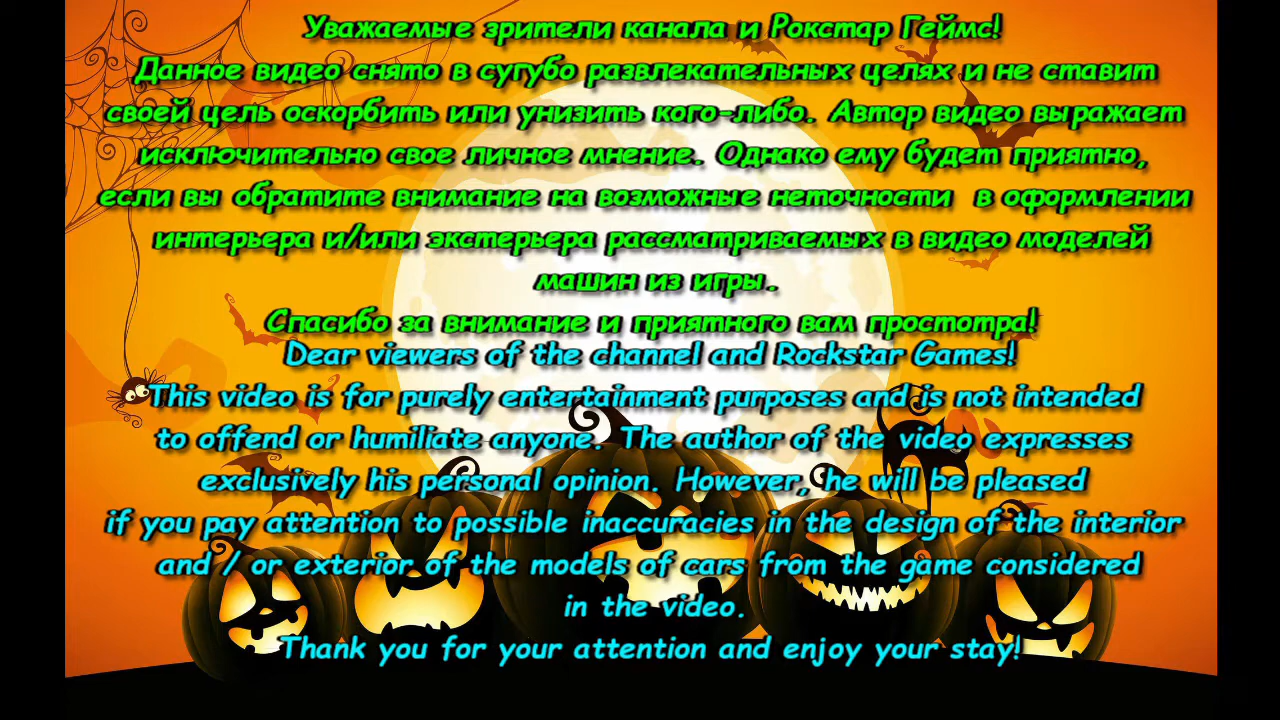 Уважаемые зрители канала и Рокстар Геймс!
Данное видео снято в сугубо развлекательных целях и не ставит
своей цель оскорбить или унизить кого-либо. Автор видео выражает
исключительно свое личное мнение. Однако ему будет приятно,
если вы обратите внимание на возможные неточности в оформлении
интерьера и/или экстерьера рассматриваемых в видео моделей
машин из игры.
Спасибо за внимание и приятного вам простотра!
Dear viewers of the channel and Rockstar Games!
This video is for purely entertainment purposes and is not intended
to offend or humiliate anyone. The author of the video expresses
exclusively his personal opinion. However, he will be pleased
if you pay attention to possible inaccuracies in the design of the interior
and / or exterior of the models of cars from the game considered
in the video.
Thank you for your attention and enjoy your stay!